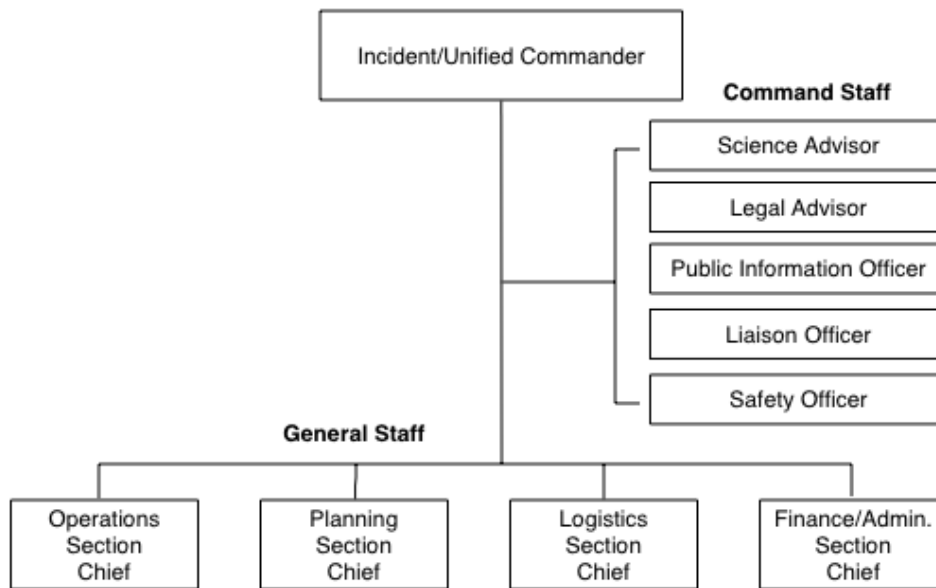 Incident/Unified Commander
Command Staff
Science Advisor
Legal Advisor
Public Information Officer
Liaison Officer
Safety Officer
General Staff
Operations
Section
Chief
Planning
Section
Chief
Logistics
Section
Chief
Finance/Admin.
Section
Chief